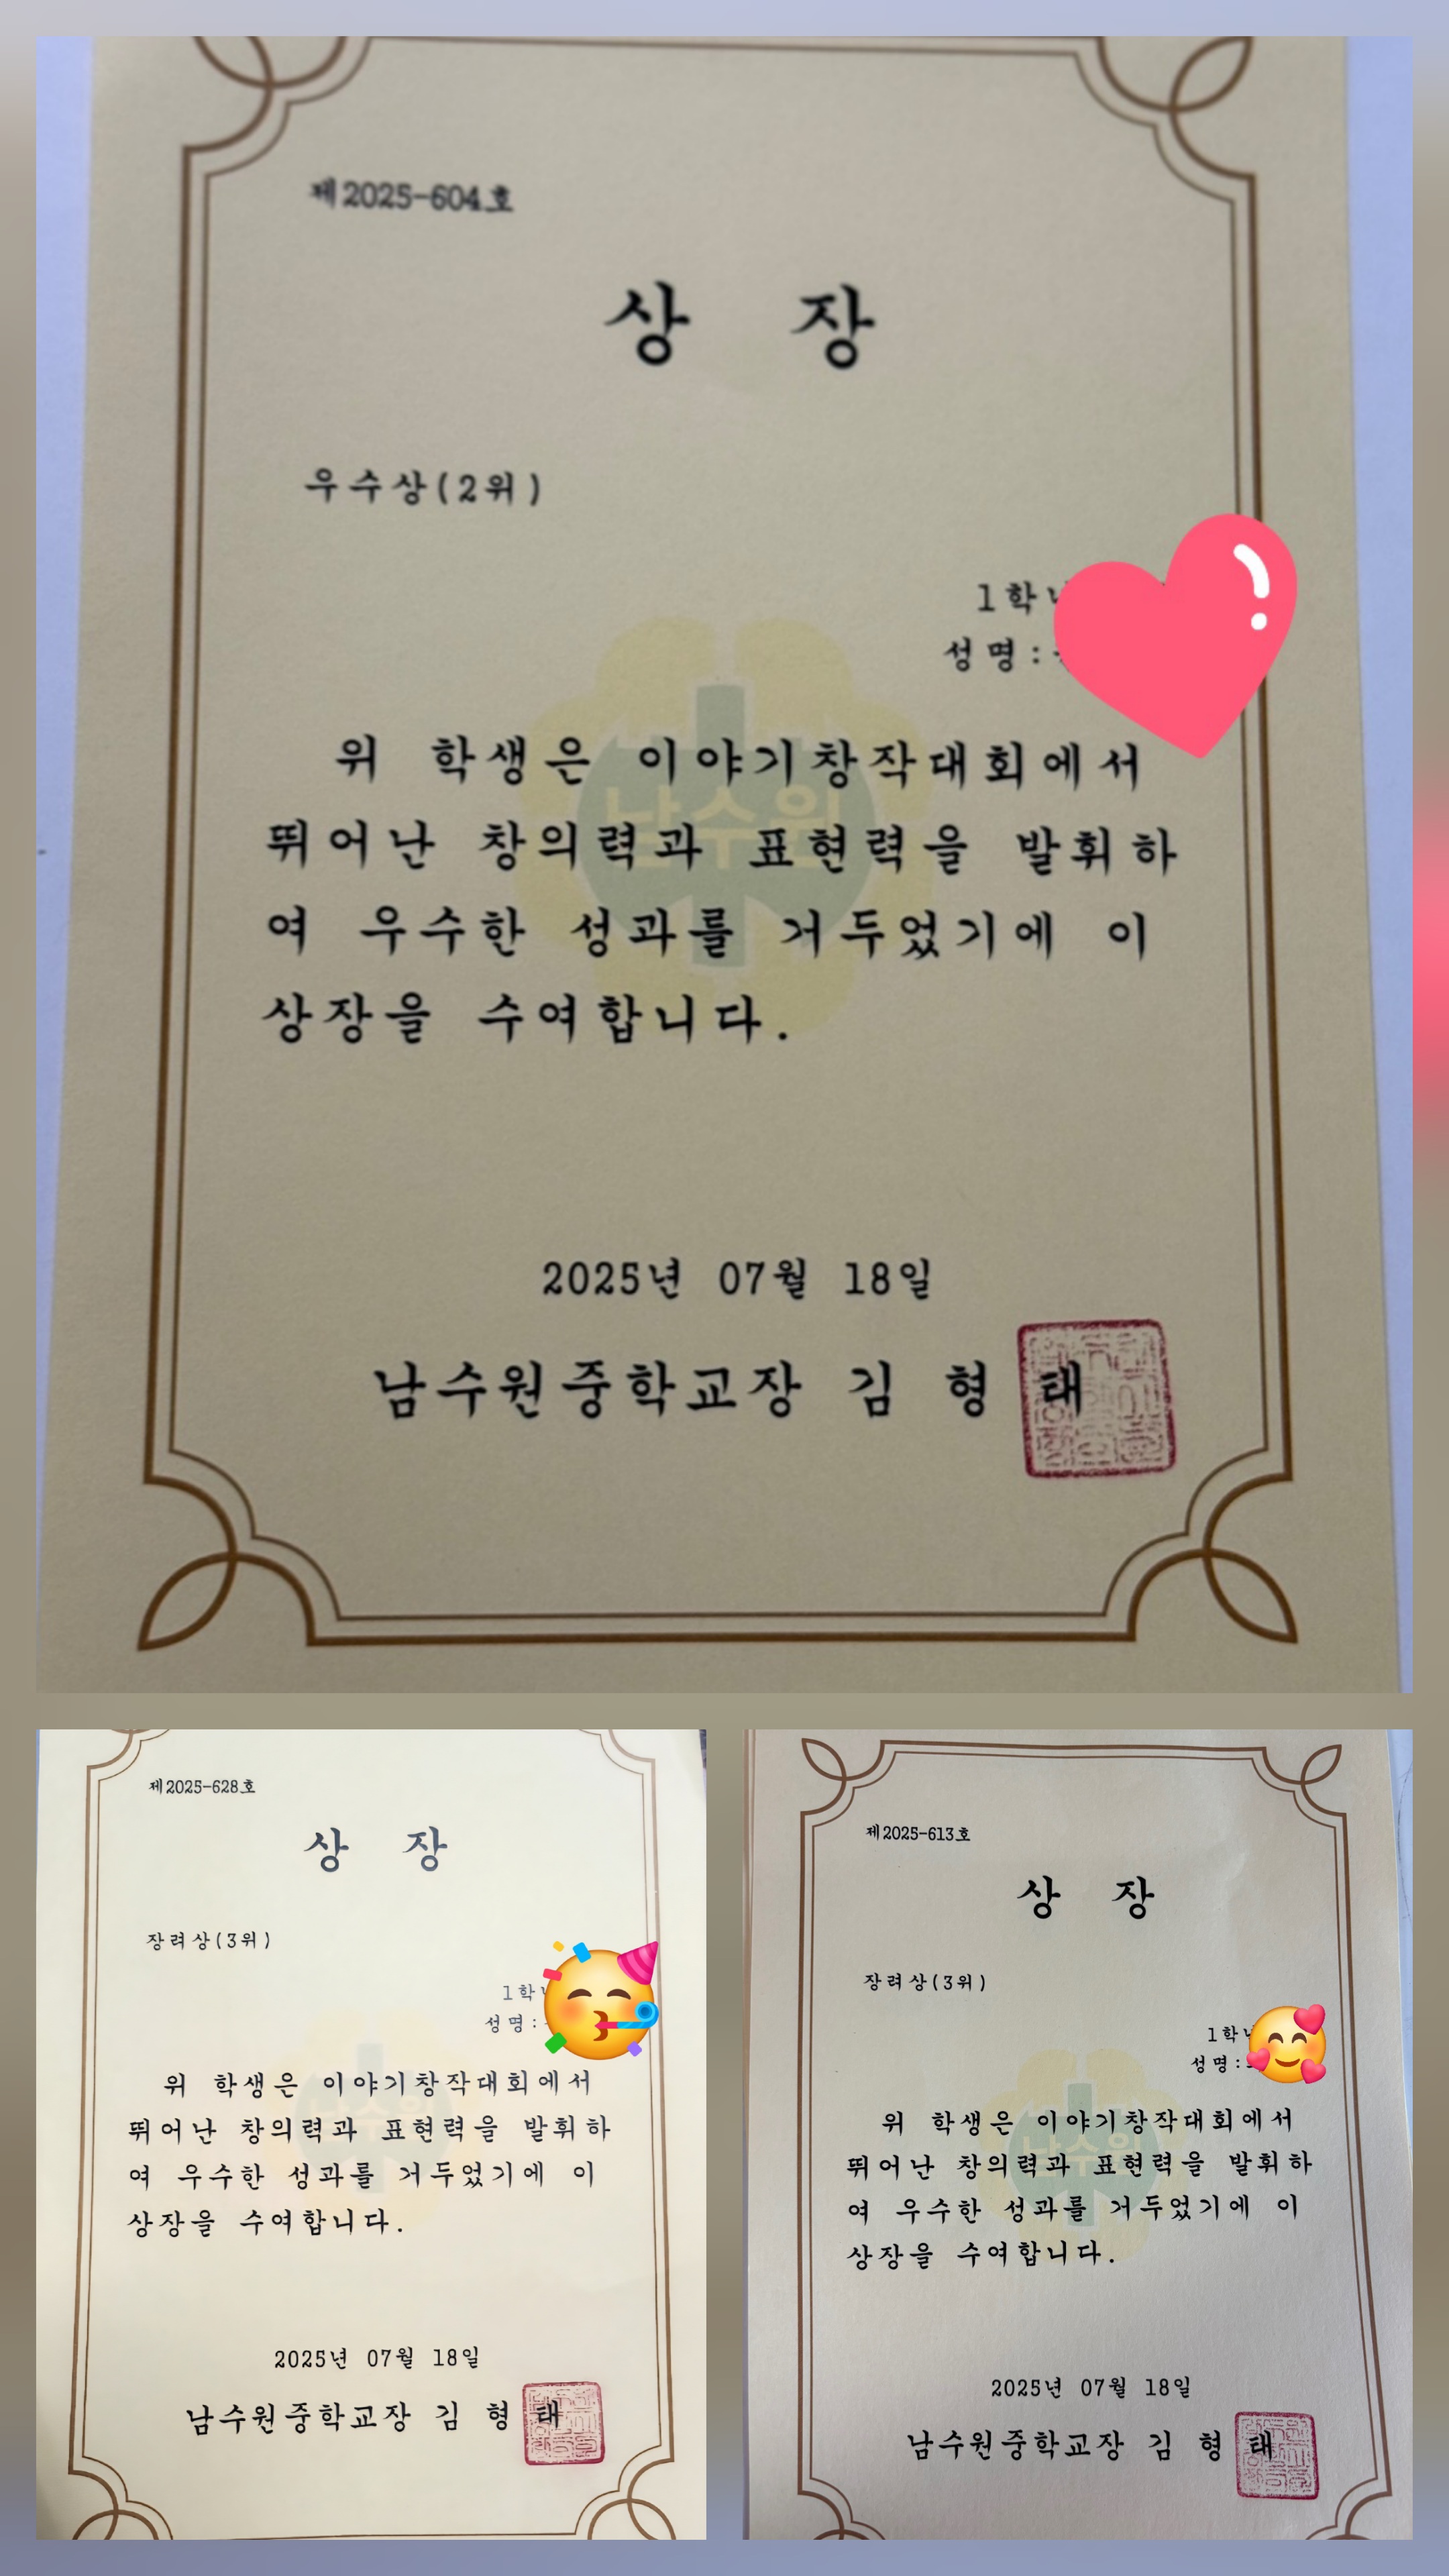 제2025-604호
상 장
우수상(2위)
1학
성명:
남수원
위 학생은 이야기창작대회에서
뛰어난 창의력과 표현력을 발휘하
여 우수한 성과를 거두었기에 이
상장을 수여합니다.
2025년 07월 18일
남수원중학교장 김 형 태
제2025-628호
상 장
장려상(3위)
1학
성명:
위 학생은 이야기창작대회에서
뛰어난 창의력과 표현력을 발휘하
여 우수한 성과를 거두었기에 이
상장을 수여합니다.
2025년 07월 18일
남수원중학교장 김 형 태
제2025-613호
상 장
장려상(3위)
1학
성명:
남수원
위 학생은 이야기창작대회에서
뛰어난 창의력과 표현력을 발휘하
여 우수한 성과를 거두었기에 이
상장을 수여합니다.
2025년 07월 18일
남수원중학교장 김 형 태